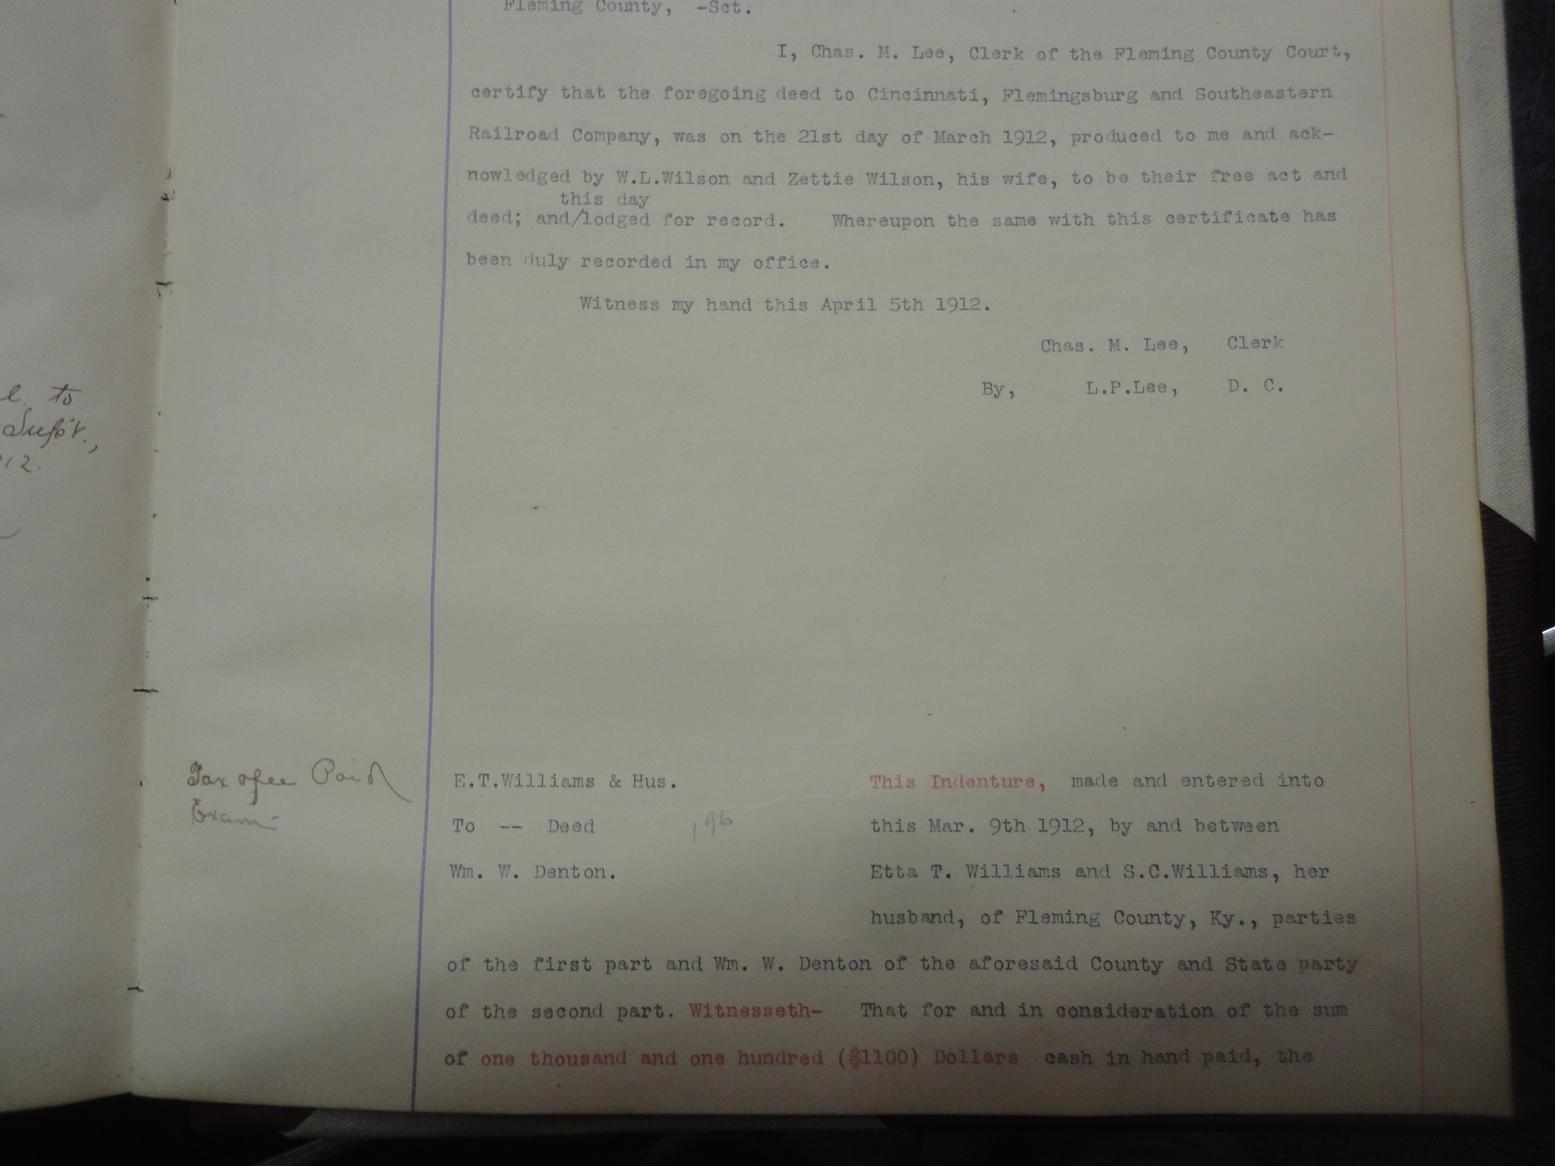 Fleming County, -Sct.
I, Chas. M. Lee, Clerk of the Fleming County Court,
certify that the foregoing deed to Cincinnati, Flemingsburg and Southeastern
Railroad Company, was on the 21st day of March 1912, produced to me and ack-
nowledged by W.L.Wilson and Zettie Wilson, his wife, to be their free act and
this day
deed; and/lodged for record. Whereupon the same with this certificate has
been duly recorded in my office.
Witness my hand this April 5th 1912.
Chas. M. Lee, Clerk
By, L.P.Lee, D. C.
l. to
Sup't.,
912.
Tax & fee Paid
Exam-
E.T.Williams & Hus.
To -- Deed
196
Wm. W. Denton.
This Indenture, made and entered into
this Mar. 9th 1912, by and between
Etta T. Williams and S.C.Williams, her
husband, of Fleming County, Ky., parties
of the first part and Wm. W. Denton of the aforesaid County and State party
of the second part. Witnesseth- That for and in consideration of the sum
of one thousand and one hundred ($1100) Dollars cash in hand paid, the